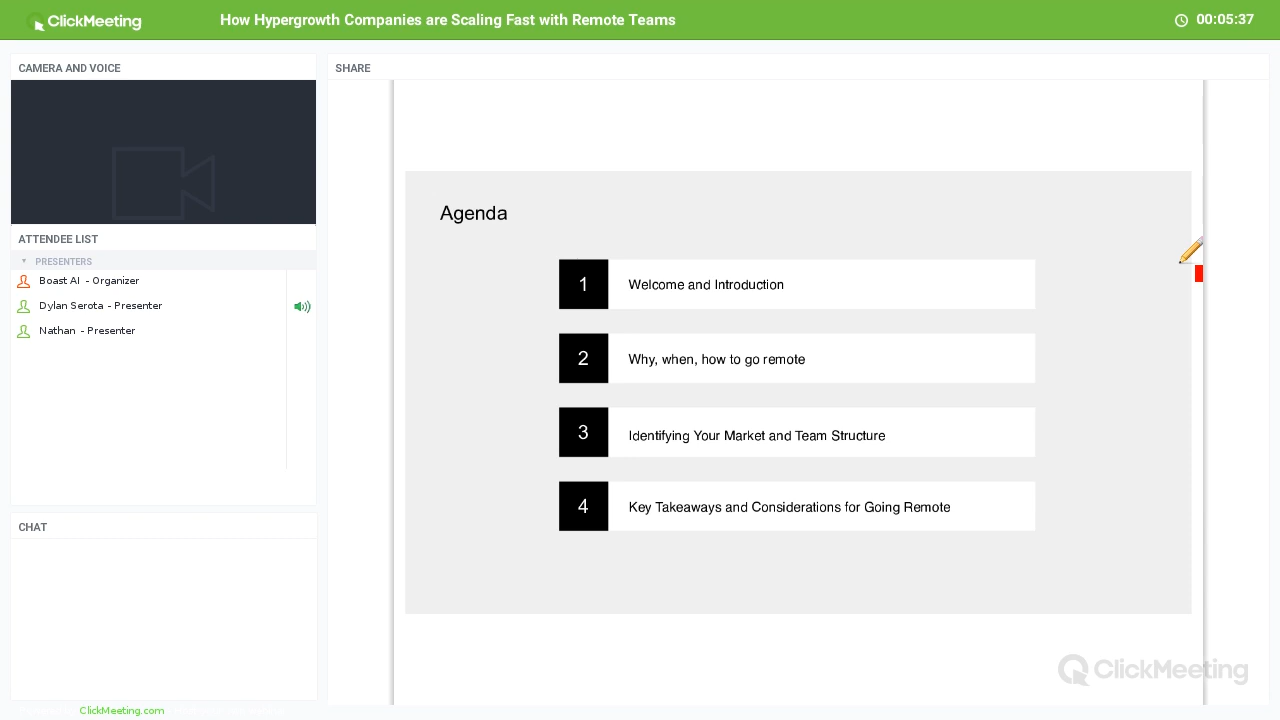 ClickMeeting
How Hypergrowth Companies are Scaling Fast with Remote Teams
00:05:37
CAMERA AND VOICE
ATTENDEE LIST
PRESENTERS
Boast AI - Organizer
Dylan Serota - Presenter
Nathan - Presenter
CHAT
ClickMeeting.com
SHARE
Agenda
1 Welcome and Introduction
2 Why, when, how to go remote
3 Identifying Your Market and Team Structure
4 Key Takeaways and Considerations for Going Remote
ClickMeeting